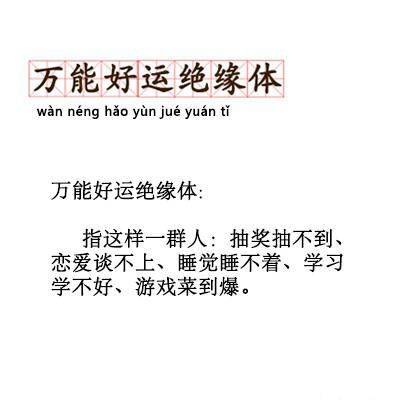 万能好运绝缘体
wàn néng hǎo yùn jué yuán tǐ
万能好运绝缘体:
指这样一群人：抽奖抽不到、
恋爱谈不上、睡觉睡不着、学习
学不好、游戏菜到爆。